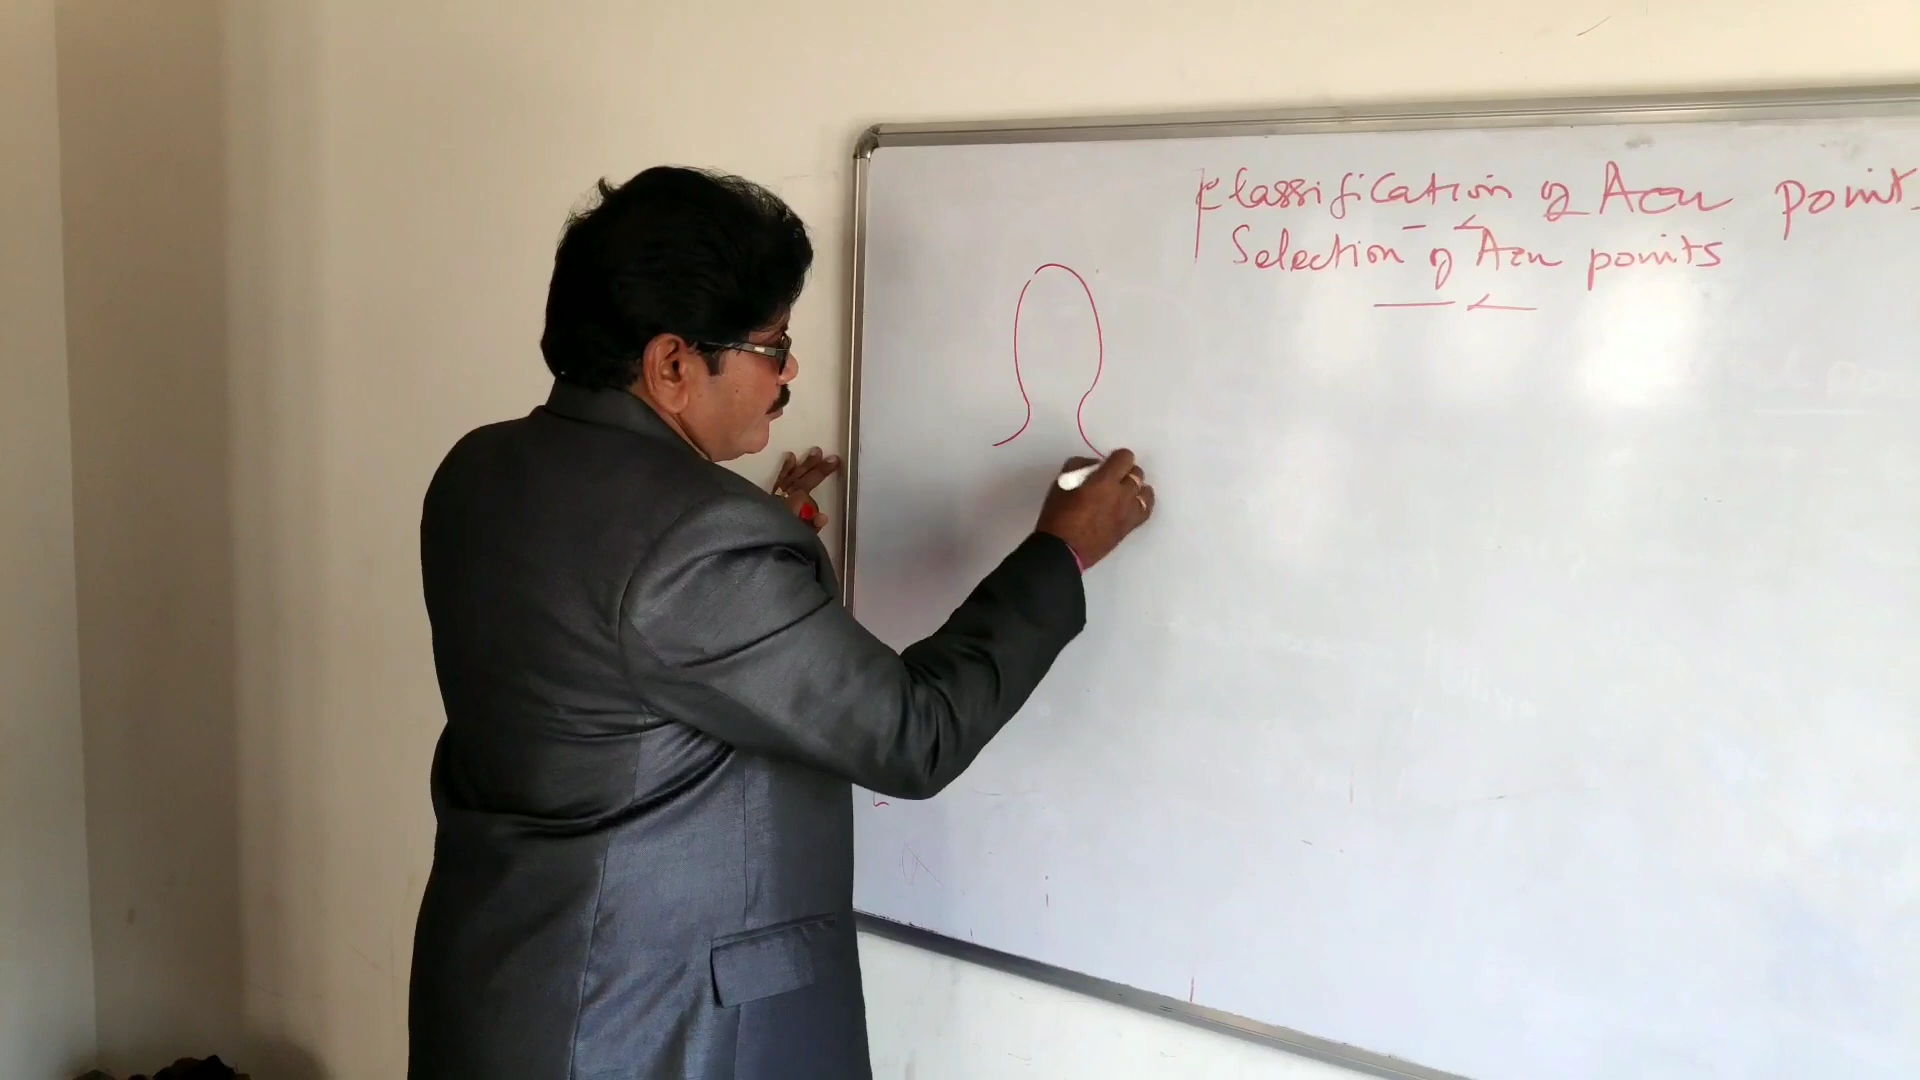 Classification of Acu points
Selection of Acu points